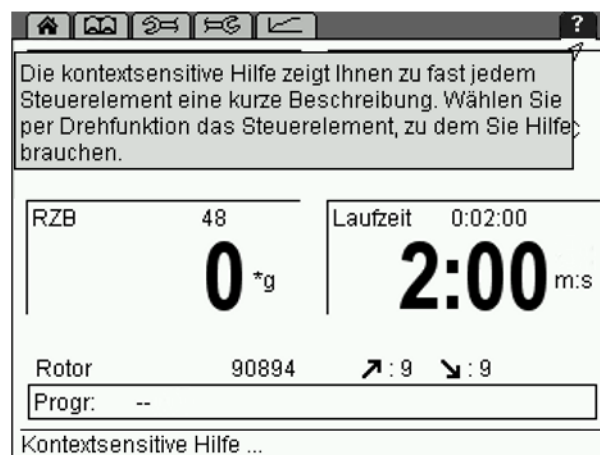 ?
Die kontextsensitive Hilfe zeigt Ihnen zu fast jedem
Steuerelement eine kurze Beschreibung. Wählen Sie
per Drehfunktion das Steuerelement, zu dem Sie Hilfe
brauchen.
RZB 48
0 *g
Laufzeit 0:02:00
2:00 m:s
Rotor 90894 ↗ : 9 ↘ : 9
Progr: --
Kontextsensitive Hilfe ...